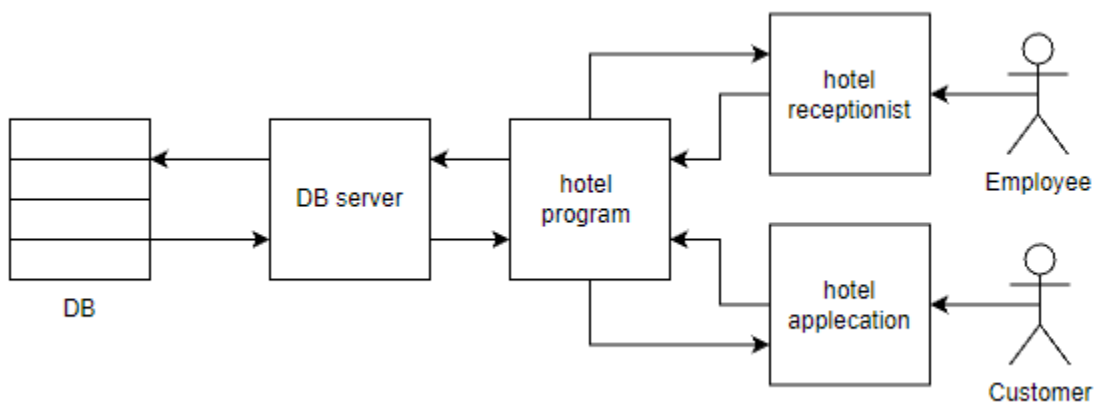 hotel
receptionist
Employee
DB server
hotel
program
DB
hotel
applecation
Customer